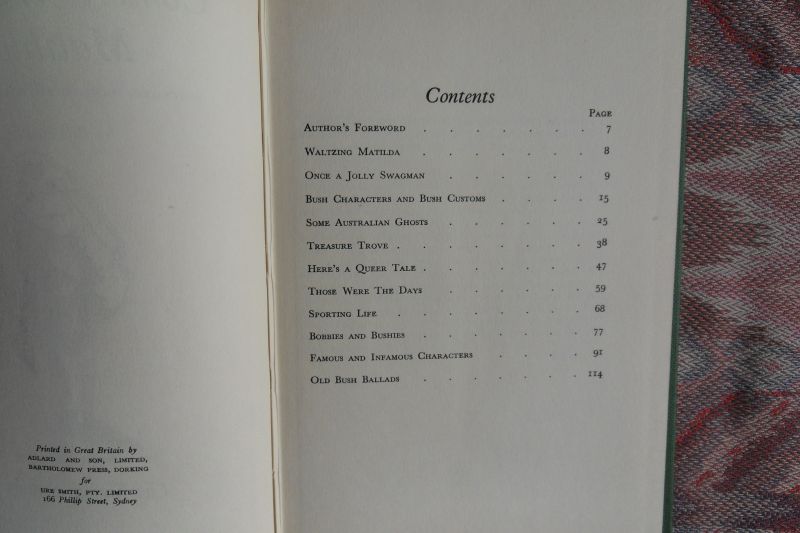 Printed in Great Britain by
ADLARD AND SON, LIMITED,
BARTHOLOMEW PRESS, DORKING
for
URE SMITH, PTY. LIMITED
166 Phillip Street, Sydney
Contents
PAGE
AUTHOR'S FOREWORD . . . . . . . 7
WALTZING MATILDA . . . . . . . 8
ONCE A JOLLY SWAGMAN . . . . . . 9
BUSH CHARACTERS AND BUSH CUSTOMS . . . . 15
SOME AUSTRALIAN GHOSTS . . . . . . 25
TREASURE TROVE . . . . . . . . 38
HERE'S A QUEER TALE . . . . . . . 47
THOSE WERE THE DAYS . . . . . . 59
SPORTING LIFE . . . . . . . . 68
BOBBIES AND BUSHIES . . . . . . . 77
FAMOUS AND INFAMOUS CHARACTERS . . . . 91
OLD BUSH BALLADS . . . . . . . 114